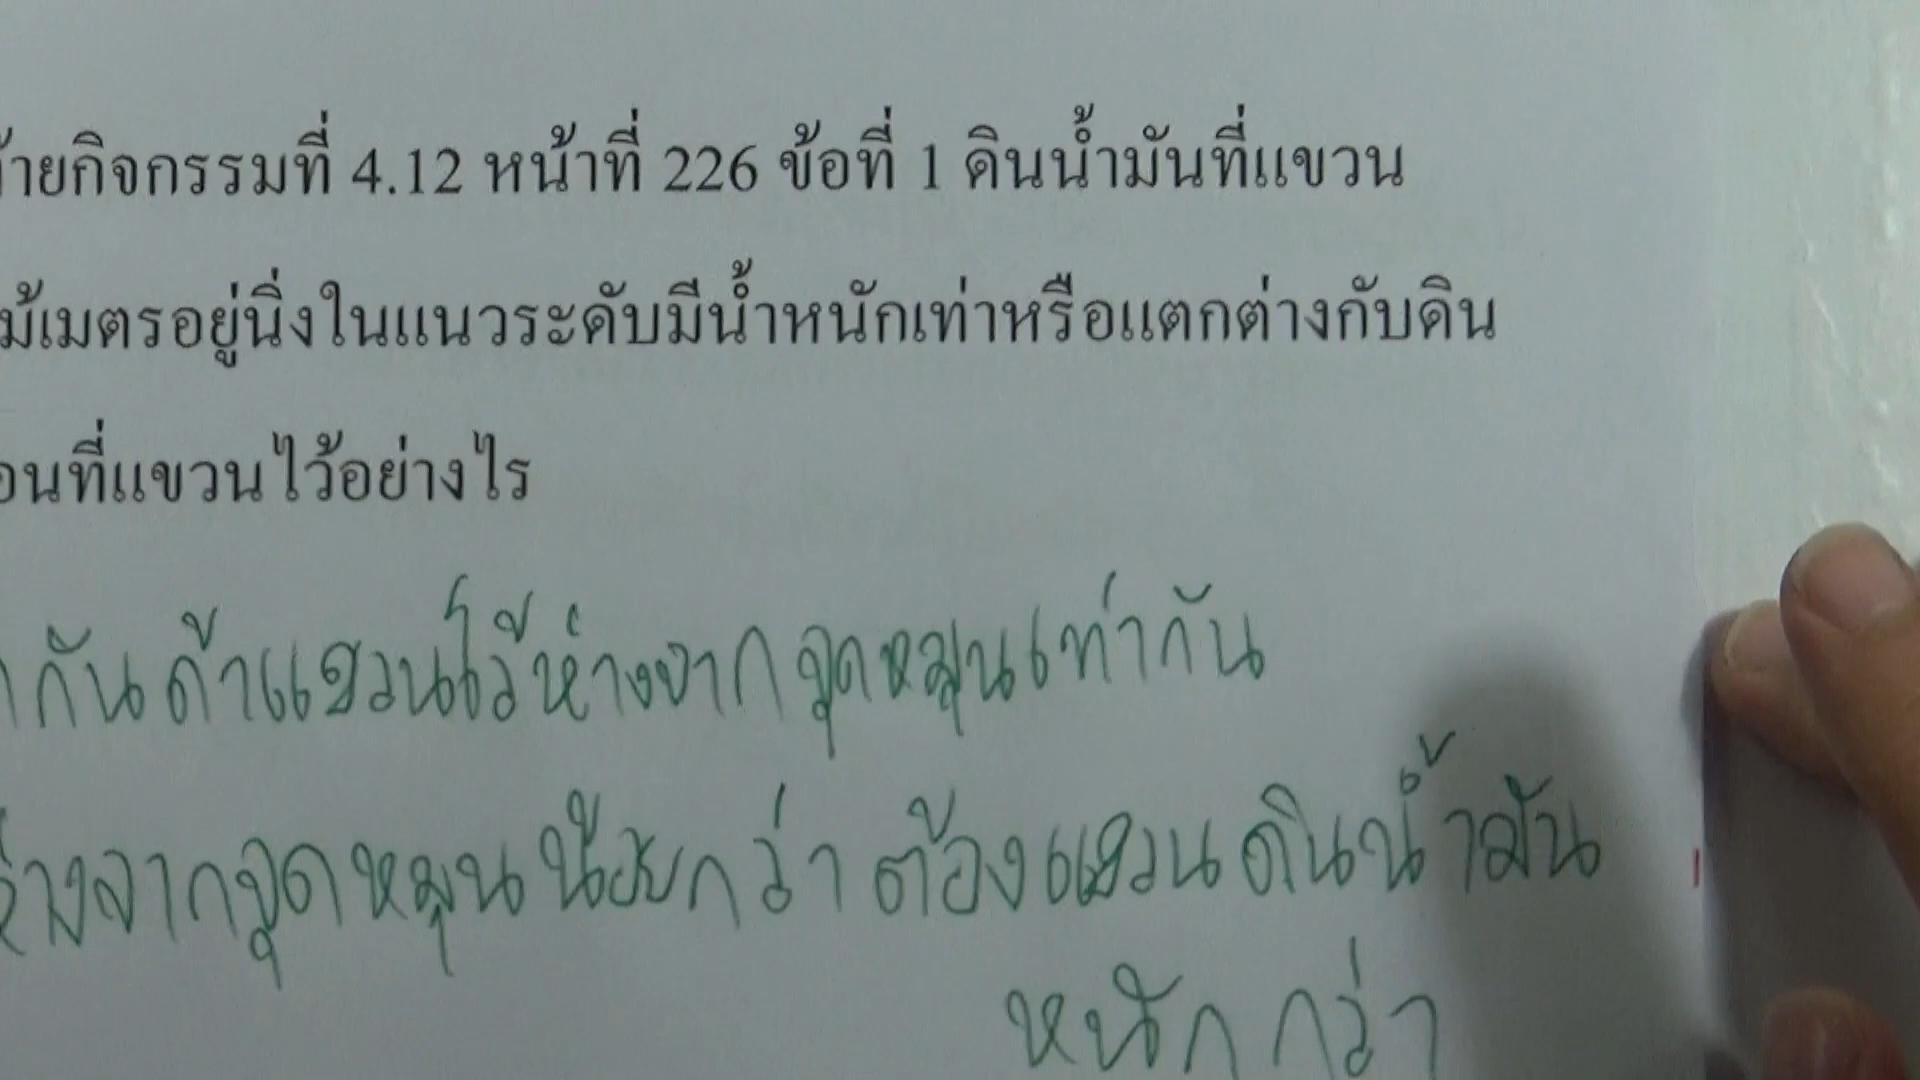 ายกิจกรรมที่ 4.12 หน้าที่ 226 ข้อที่ 1 ดินน้ำมันที่แขวน
ม้เมตรอยู่นิ่งในแนวระดับมีน้ำหนักเท่าหรือแตกต่างกับดิน
อนที่แขวนไว้อย่างไร
กัน ถ้าแขวนไว้ห่างจากจุดหมุนเท่ากัน
ห่างจากจุดหมุนน้อยกว่า ต้องแขวนดินน้ำมัน
หนักกว่า